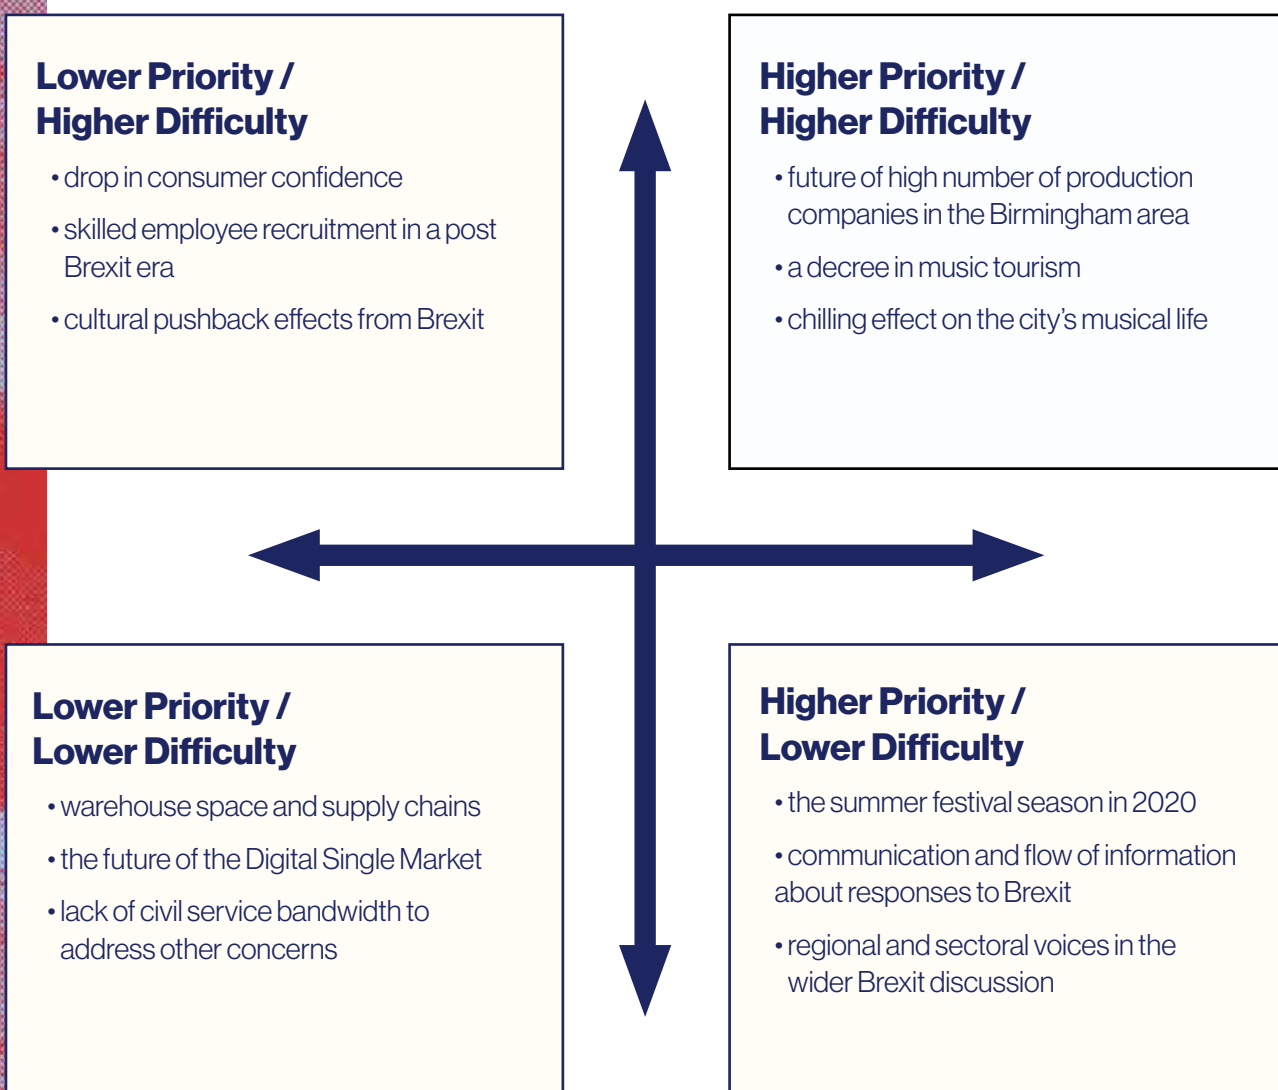 Lower Priority /
Higher Difficulty
• drop in consumer confidence
• skilled employee recruitment in a post
Brexit era
• cultural pushback effects from Brexit
Higher Priority /
Higher Difficulty
• future of high number of production
companies in the Birmingham area
• a decree in music tourism
• chilling effect on the city’s musical life
Lower Priority /
Lower Difficulty
• warehouse space and supply chains
• the future of the Digital Single Market
• lack of civil service bandwidth to
address other concerns
Higher Priority /
Lower Difficulty
• the summer festival season in 2020
• communication and flow of information
about responses to Brexit
• regional and sectoral voices in the
wider Brexit discussion